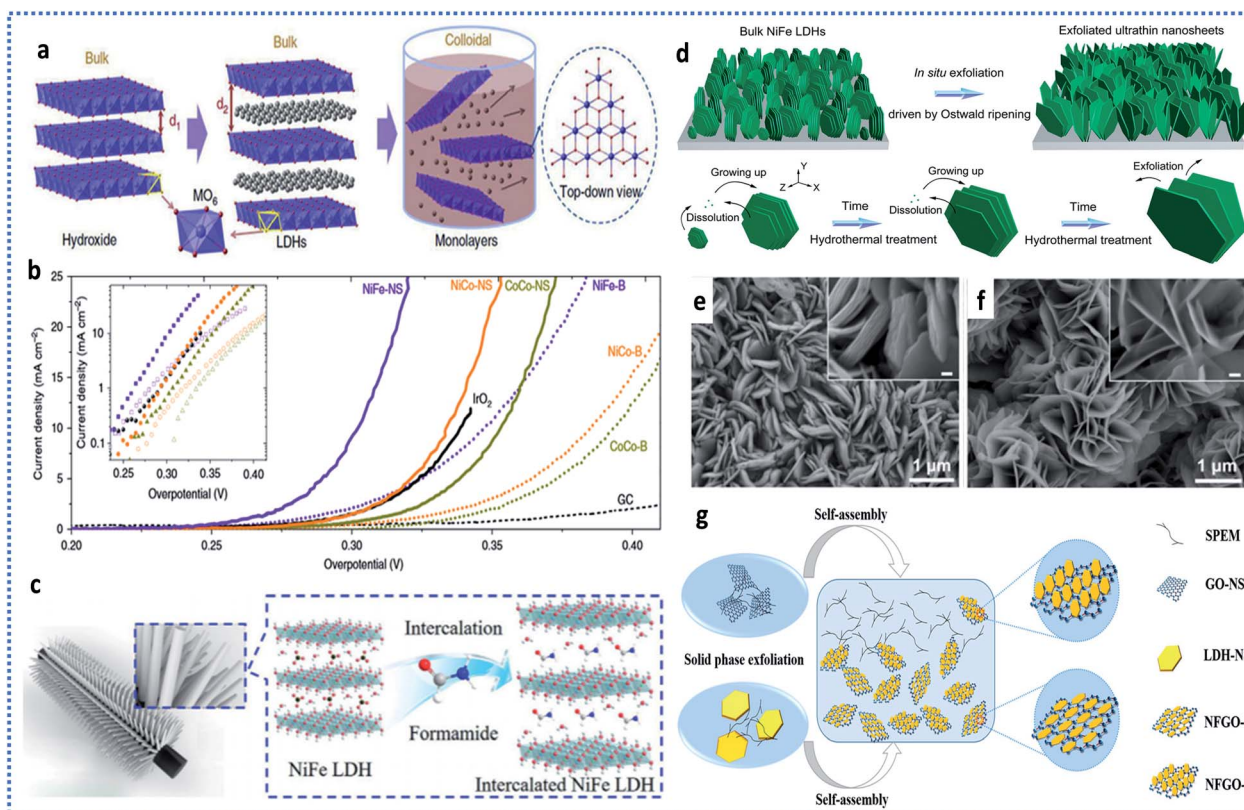 a
Bulk
Bulk
Colloidal
d1
d2
MO6
Hydroxide
LDHs
Monolayers
Top-down view
b
Current density (mA cm−2)
25
20
15
10
5
0
0.20
0.25
0.30
0.35
0.40
Overpotential (V)
NiFe-NS
NiCo-NS
CoCo-NS
NiFe-B
NiCo-B
CoCo-B
IrO2
GC
Current density (mA cm−2)
10
1
0.1
0.25
0.30
0.35
0.40
Overpotential (V)
c
NiFe LDH
Intercalation
Formamide
Intercalated NiFe LDH
d
Bulk NiFe LDHs
In situ exfoliation
driven by Ostwald ripening
Exfoliated ultrathin nanosheets
Growing up
Dissolution
Z
Y
X
Time
Hydrothermal treatment
Growing up
Dissolution
Time
Hydrothermal treatment
Exfoliation
e
1 μm
f
1 μm
g
Self-assembly
Solid phase exfoliation
Self-assembly
SPEM
GO-NS
LDH-N
NFGO-
NFGO-